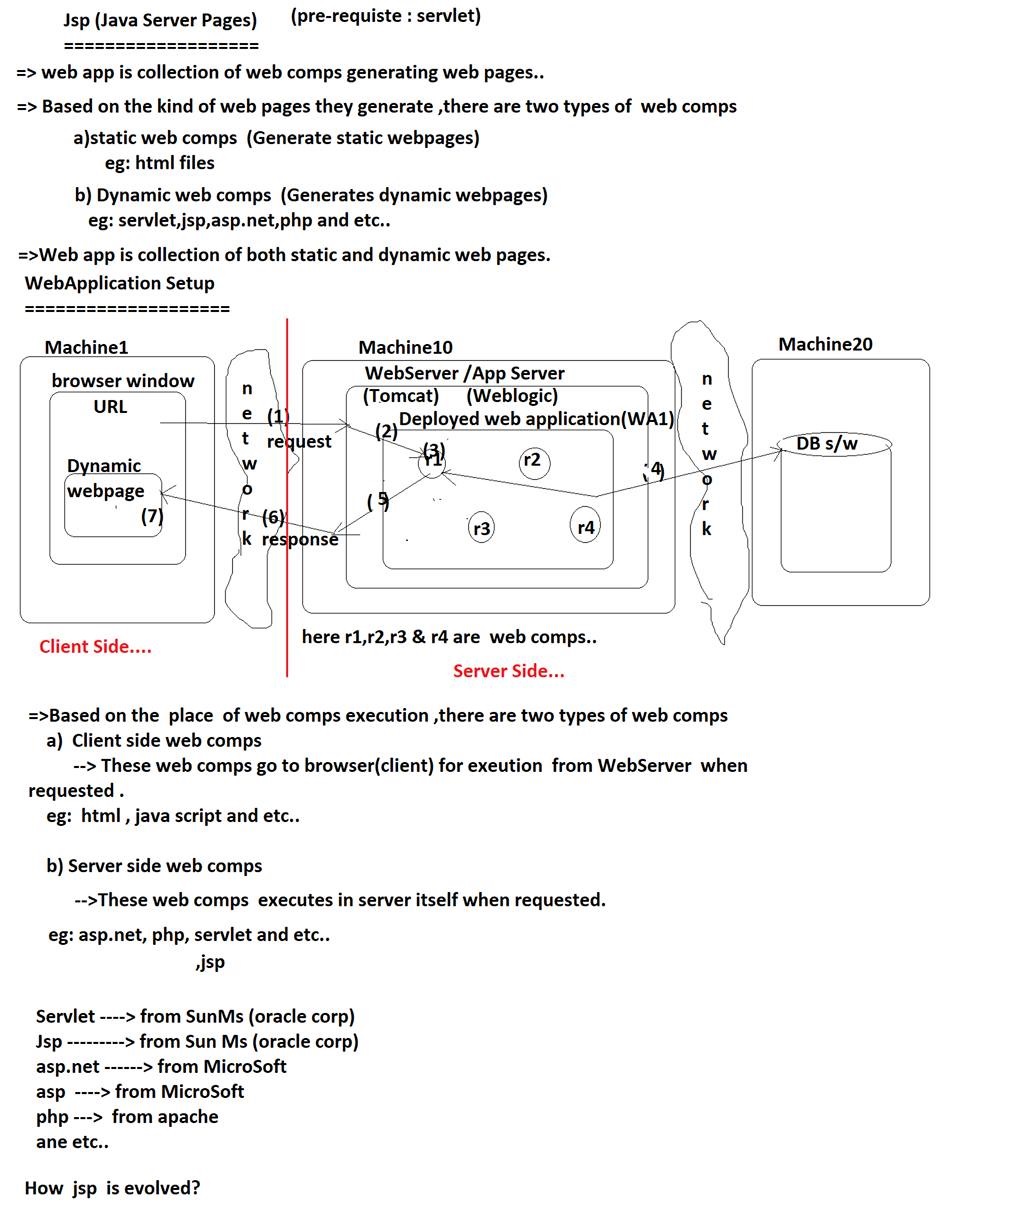 Jsp (Java Server Pages) (pre-requiste : servlet)
===================
=> web app is collection of web comps generating web pages..
=> Based on the kind of web pages they generate ,there are two types of web comps
a)static web comps (Generate static webpages)
eg: html files
b) Dynamic web comps (Generates dynamic webpages)
eg: servlet,jsp,asp.net,php and etc..
=>Web app is collection of both static and dynamic web pages.
WebApplication Setup
====================
Machine1
browser window
URL
Dynamic
webpage
(7)
network
(1)
request
(6)
response
Machine10
WebServer /App Server
(Tomcat) (Weblogic)
Deployed web application(WA1)
(2)
(3)
r1
r2
(5)
r3
r4
(4)
network
Machine20
DB s/w
here r1,r2,r3 & r4 are web comps..
Client Side....
Server Side...
=>Based on the place of web comps execution ,there are two types of web comps
a) Client side web comps
--> These web comps go to browser(client) for exeution from WebServer when
requested .
eg: html , java script and etc..
b) Server side web comps
-->These web comps executes in server itself when requested.
eg: asp.net, php, servlet and etc..
,jsp
Servlet ----> from SunMs (oracle corp)
Jsp ---------> from Sun Ms (oracle corp)
asp.net ------> from MicroSoft
asp ----> from MicroSoft
php ---> from apache
ane etc..
How jsp is evolved?